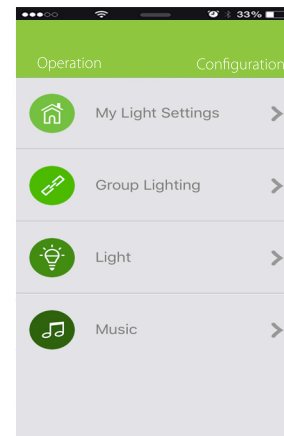 33%
Operation Configuration
My Light Settings
Group Lighting
Light
Music